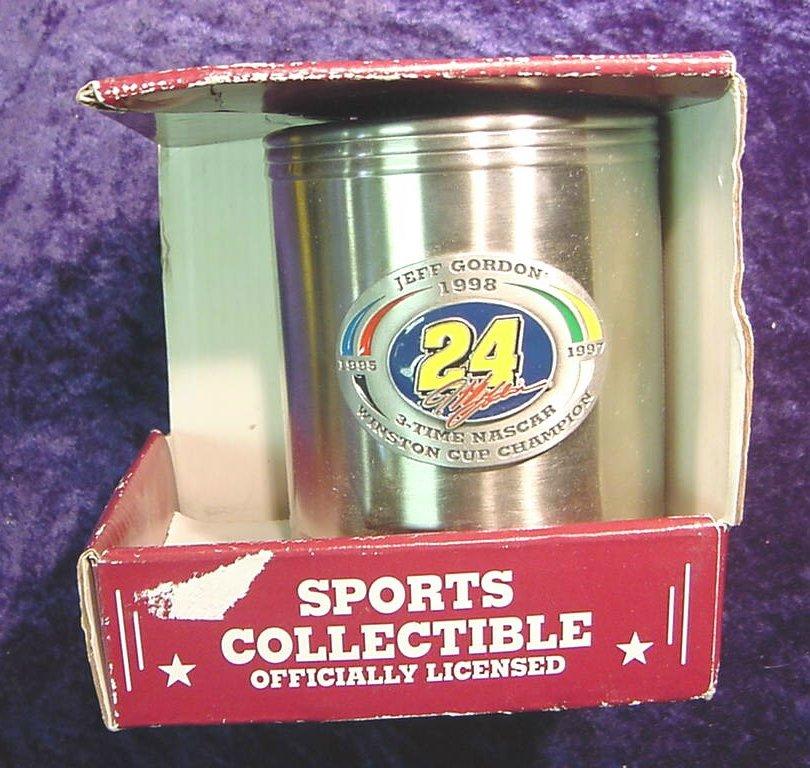 JEFF GORDON
1998
1995
1997
24
3-TIME NASCAR
WINSTON CUP CHAMPION
SPORTS
COLLECTIBLE
OFFICIALLY LICENSED